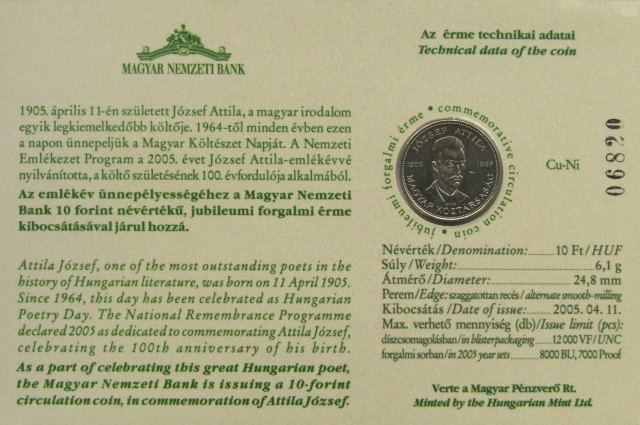 MAGYAR NEMZETI BANK
1905. április 11-én született József Attila, a magyar irodalom
egyik legkiemelkedőbb költője. 1964-től minden évben ezen
a napon ünnepeljük a Magyar Költészet Napját. A Nemzeti
Emlékezet Program a 2005. évet József Attila-emlékévvé
nyilvánította, a költő születésének 100. évfordulója alkalmából.
Az emlékév ünnepélyességéhez a Magyar Nemzeti
Bank 10 forint névértékű, jubileumi forgalmi érme
kibocsátásával járul hozzá.
Attila József, one of the most outstanding poets in the
history of Hungarian literature, was born on 11 April 1905.
Since 1964, this day has been celebrated as Hungarian
Poetry Day. The National Remembrance Programme
declared 2005 as dedicated to commemorating Attila József,
celebrating the 100th anniversary of his birth.
As a part of celebrating this great Hungarian poet,
the Magyar Nemzeti Bank is issuing a 10-forint
circulation coin, in commemoration of Attila József.
Az érme technikai adatai
Technical data of the coin
jubileumi forgalmi érme • commemorative circulation coin •
JÓZSEF ATTILA
1905 1937
MAGYAR KÖZTÁRSASÁG
Cu-Ni
06820
Névérték/Denomination: 10 Ft/HUF
Súly/Weight: 6,1 g
Átmérő/Diameter: 24,8 mm
Perem/Edge: szaggatottan recés / alternate smooth-milling
Kibocsátás /Date of issue: 2005. 04. 11.
Max. verhető mennyiség (db)/Issue limit (pcs):
díszcsomagolásban/in blisterpackaging 12 000 VF/UNC
forgalmi sorban/in 2005 year sets 8000 BU, 7000 Proof
Verte a Magyar Pénzverő Rt.
Minted by the Hungarian Mint Ltd.